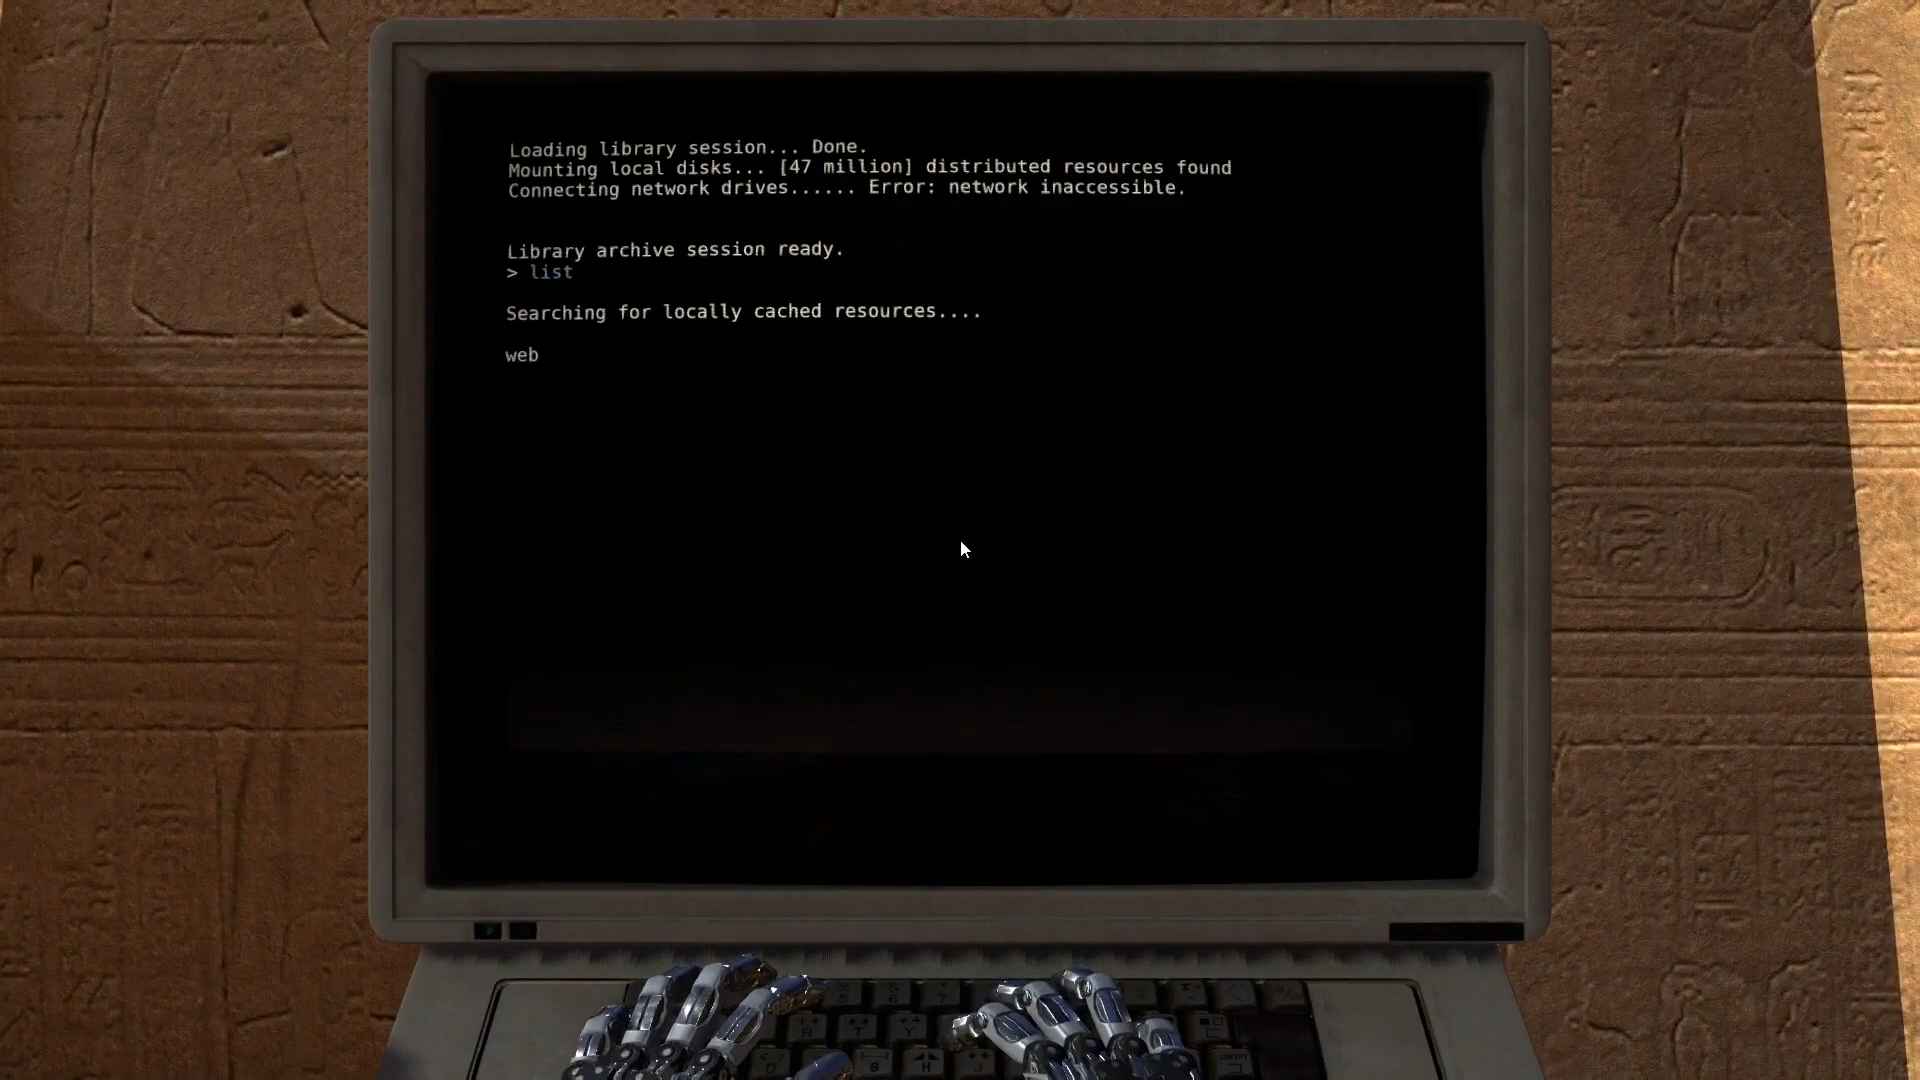 Loading library session... Done.
Mounting local disks... [47 million] distributed resources found
Connecting network drives...... Error: network inaccessible.
Library archive session ready.
> list
Searching for locally cached resources....
web